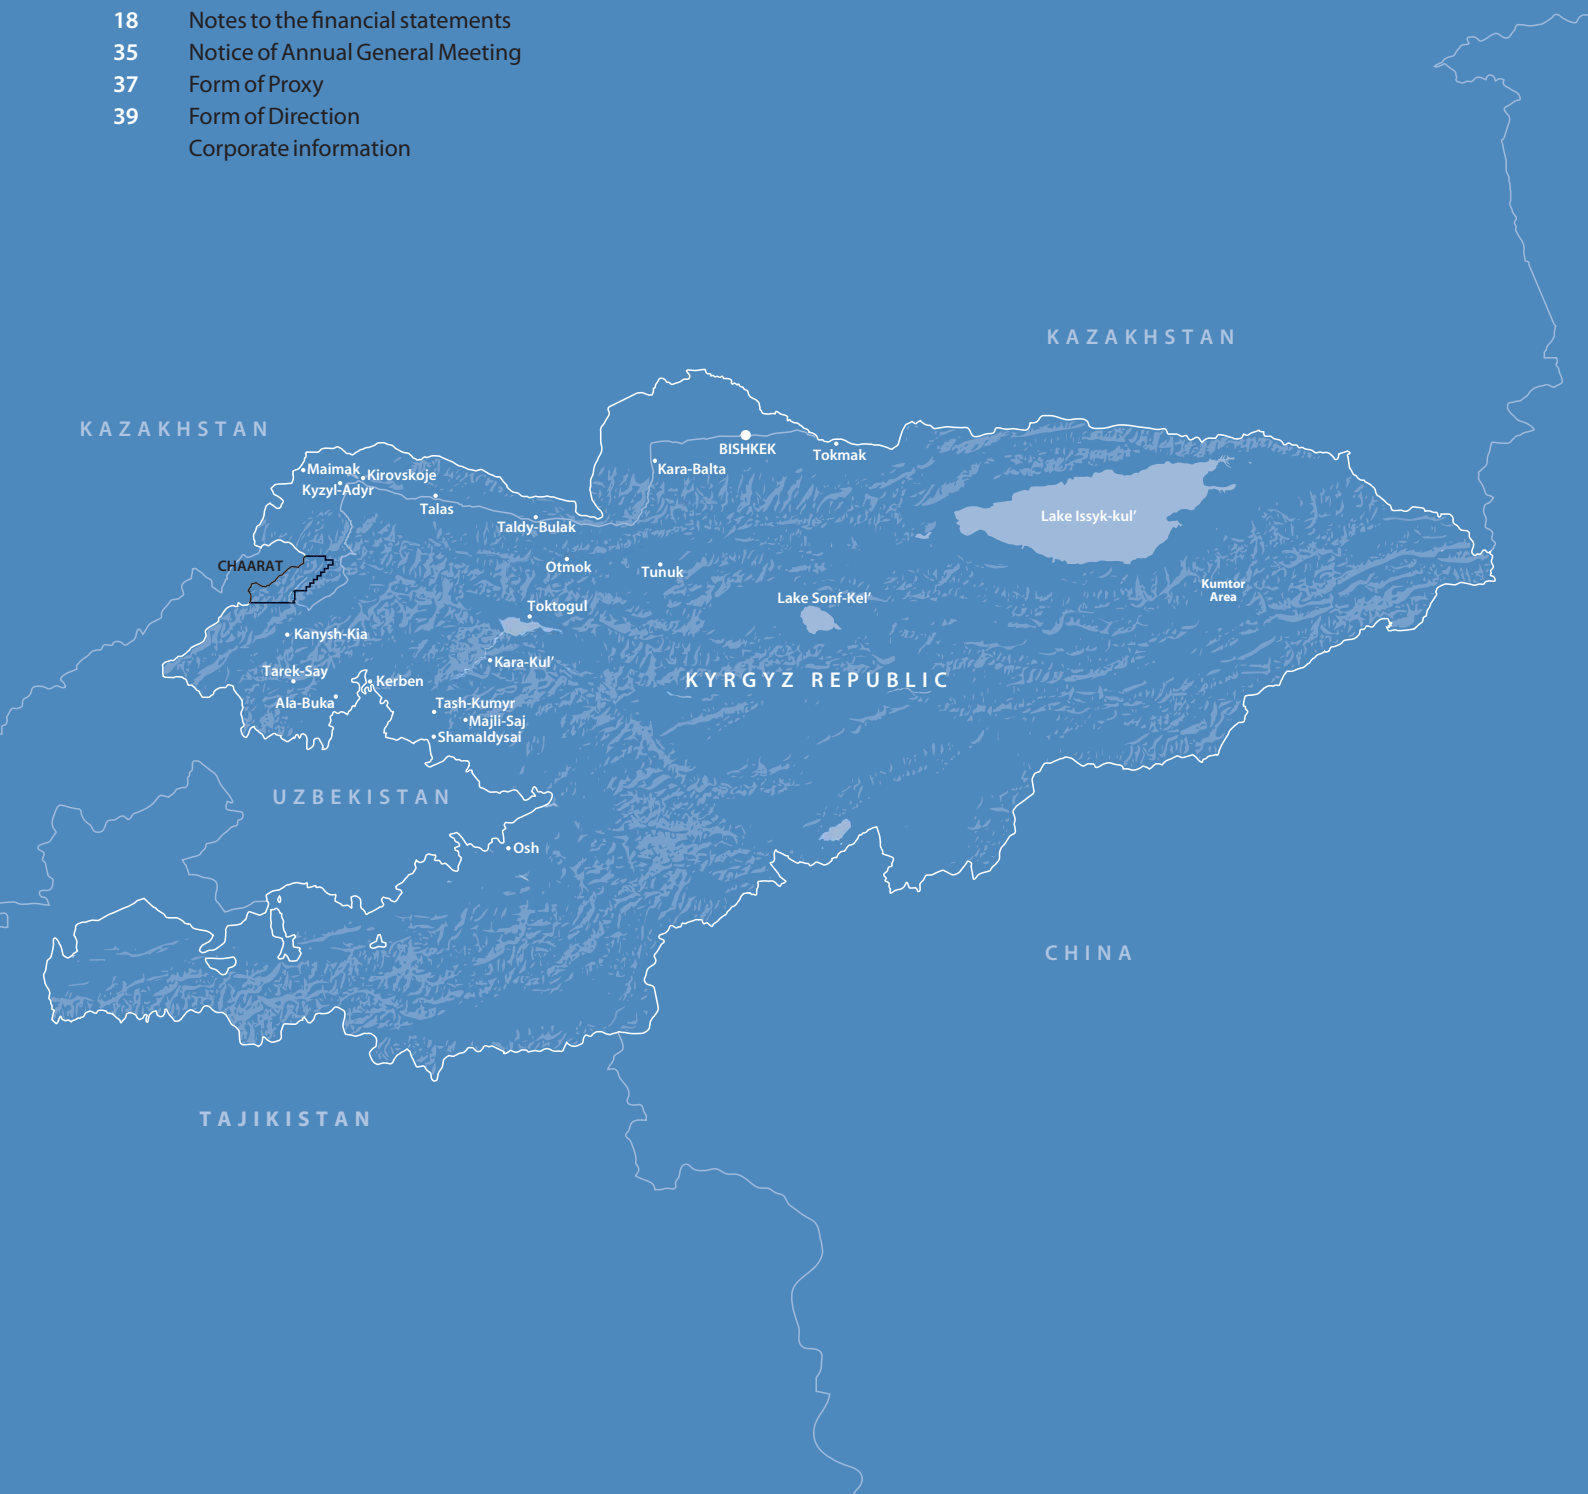 18 Notes to the financial statements
35 Notice of Annual General Meeting
37 Form of Proxy
39 Form of Direction
Corporate information
KAZAKHSTAN
KAZAKHSTAN
BISHKEK
Tokmak
Kara-Balta
Maimak
Kirovskoje
Kyzyl-Adyr
Talas
Taldy-Bulak
Lake Issyk-kul'
CHAARAT
Otmok
Tunuk
Kumtor
Area
Lake Sonf-Kel'
Toktogul
Kanysh-Kia
Kara-Kul'
Tarek-Say
Kerben
KYRGYZ REPUBLIC
Ala-Buka
Tash-Kumyr
Majli-Saj
Shamaldysai
UZBEKISTAN
Osh
CHINA
TAJIKISTAN